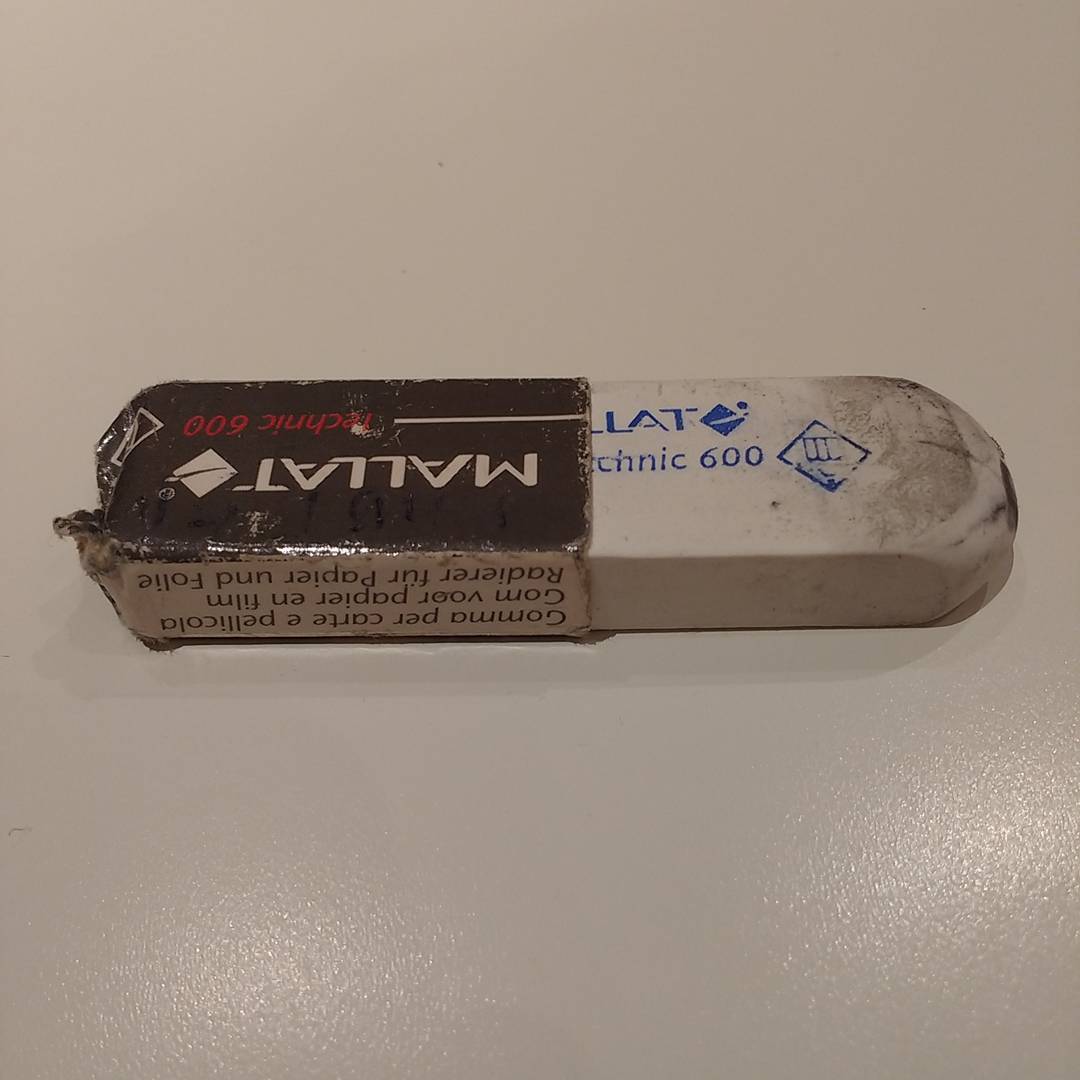 Gomma per carte e pellicola
Gom voor papier en film
Radierer für Papier und Folie
MALLAT®
Technic 600
LLAT
chnic 600